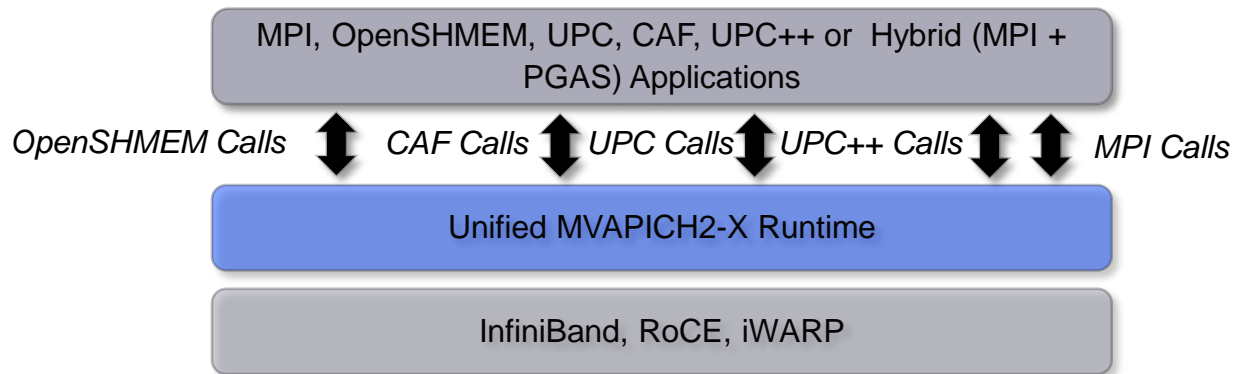 MPI, OpenSHMEM, UPC, CAF, UPC++ or Hybrid (MPI +
PGAS) Applications
OpenSHMEM Calls CAF Calls UPC Calls UPC++ Calls MPI Calls
Unified MVAPICH2-X Runtime
InfiniBand, RoCE, iWARP